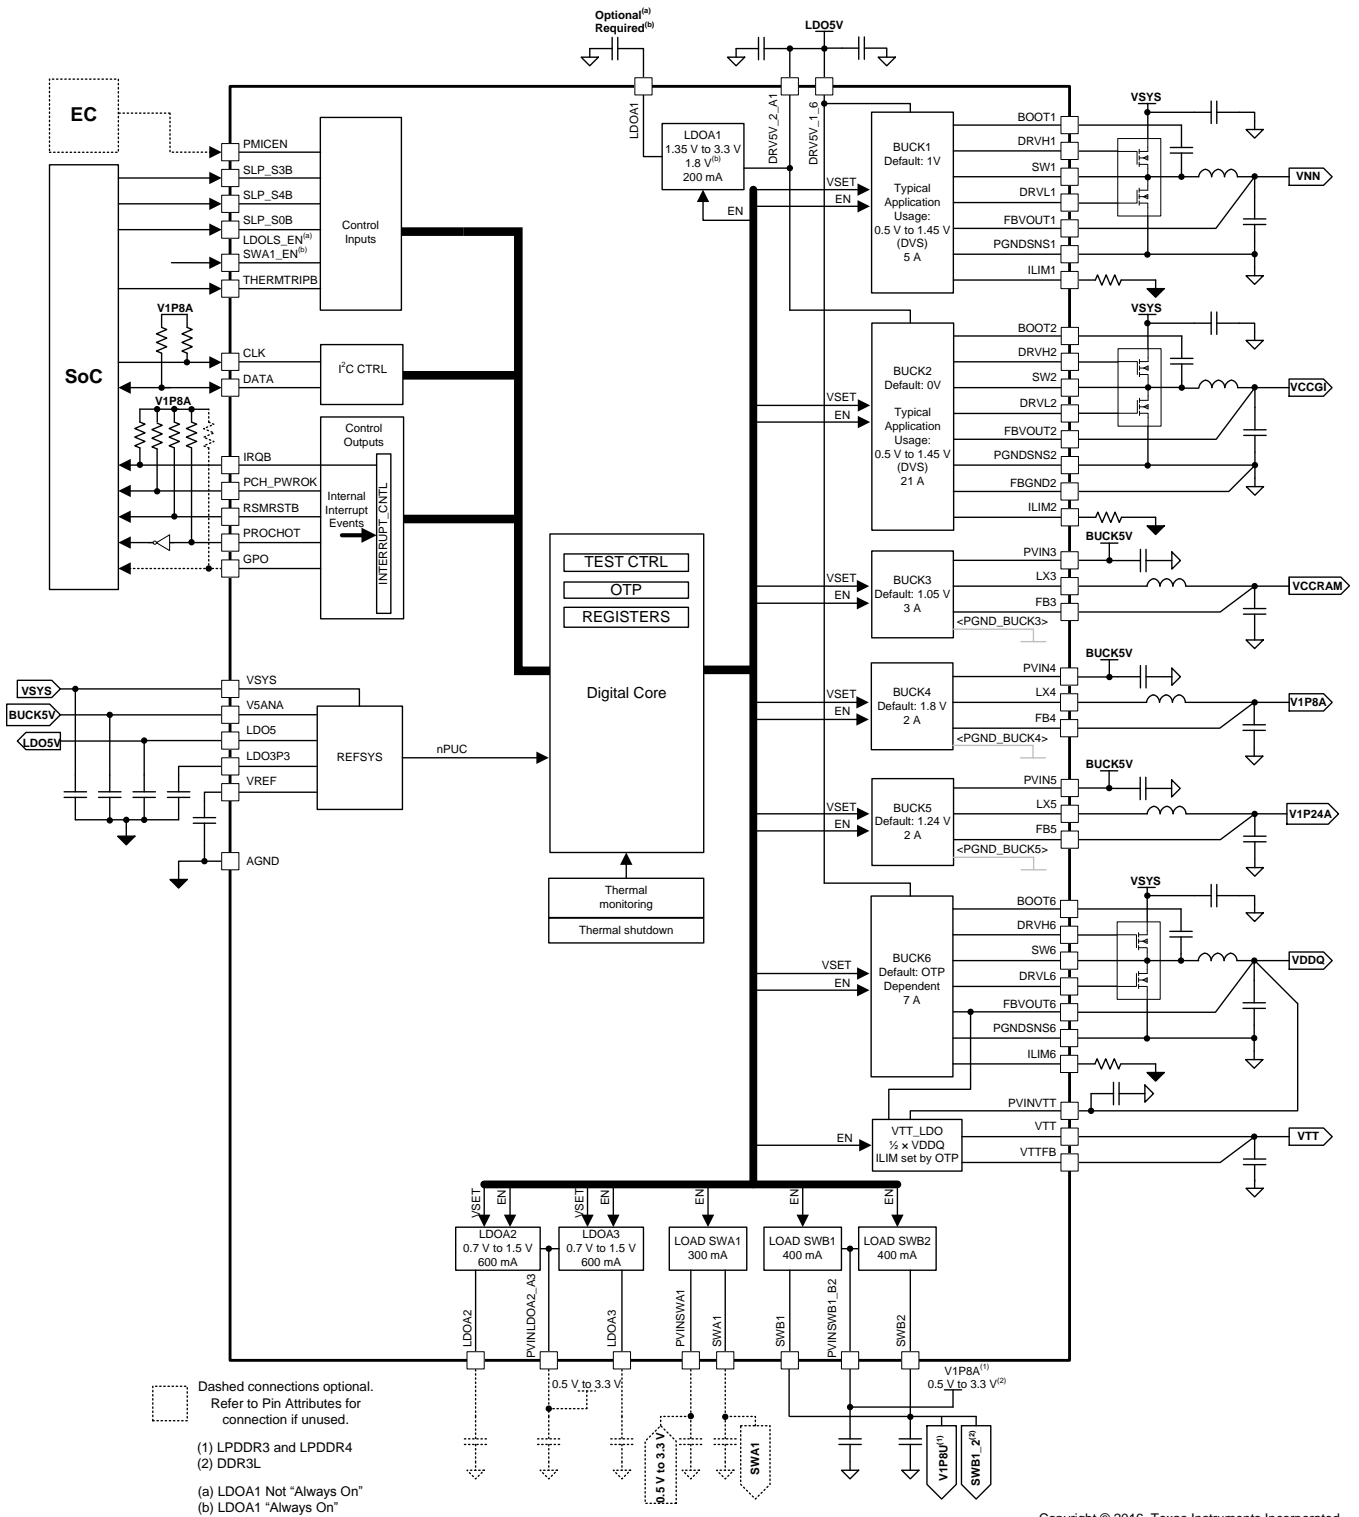 Optional(a)
Required(b)
LDO5V
EC
SoC
PMICEN
SLP_S3B
SLP_S4B
SLP_S0B
LDOLS_EN(a)
SWA1_EN(b)
THERMTRIPB
Control
Inputs
V1P8A
CLK
DATA
I2C CTRL
V1P8A
IRQB
PCH_PWROK
RSMRSTB
PROCHOT
GPO
Control
Outputs
Internal
Interrupt
Events
INTERRUPT_CNTL
VSYS
BUCK5V
LDO5V
VSYS
V5ANA
LDO5
LDO3P3
VREF
AGND
REFSYS
nPUC
TEST CTRL
OTP
REGISTERS
Digital Core
Thermal
monitoring
Thermal shutdown
LDOA1
LDOA1
1.35 V to 3.3 V
1.8 V(b)
200 mA
EN
DRV5V_2_A1
DRV5V_1_6
VSET
EN
BUCK1
Default: 1V
Typical
Application
Usage:
0.5 V to 1.45 V
(DVS)
5 A
BOOT1
DRVH1
SW1
DRVL1
FBVOUT1
PGNDSNS1
ILIM1
VSYS
VNN
VSET
EN
BUCK2
Default: 0V
Typical
Application
Usage:
0.5 V to 1.45 V
(DVS)
21 A
BOOT2
DRVH2
SW2
DRVL2
FBVOUT2
PGNDSNS2
FBGND2
ILIM2
VSYS
VCCGI
VSET
EN
BUCK3
Default: 1.05 V
3 A
PVIN3
LX3
FB3
<PGND_BUCK3>
BUCK5V
VCCRAM
VSET
EN
BUCK4
Default: 1.8 V
2 A
PVIN4
LX4
FB4
<PGND_BUCK4>
BUCK5V
V1P8A
VSET
EN
BUCK5
Default: 1.24 V
2 A
PVIN5
LX5
FB5
<PGND_BUCK5>
BUCK5V
V1P24A
VSET
EN
BUCK6
Default: OTP
Dependent
7 A
BOOT6
DRVH6
SW6
DRVL6
FBVOUT6
PGNDSNS6
ILIM6
VSYS
VDDQ
EN
VTT_LDO
½ × VDDQ
ILIM set by OTP
PVINVTT
VTT
VTTFB
VTT
VSET
EN
VSET
EN
EN
EN
EN
LDOA2
0.7 V to 1.5 V
600 mA
LDOA3
0.7 V to 1.5 V
600 mA
LOAD SWA1
300 mA
LOAD SWB1
400 mA
LOAD SWB2
400 mA
LDOA2
PVINLDOA2_A3
LDOA3
PVINSWA1
SWA1
SWB1
PVINSWB1_B2
SWB2
0.5 V to 3.3 V
V1P8A(1)
0.5 V to 3.3 V(2)
0.5 V to 3.3 V
SWA1
V1P8U(1)
SWB1_2(2)
Dashed connections optional.
Refer to Pin Attributes for
connection if unused.
(1) LPDDR3 and LPDDR4
(2) DDR3L
(a) LDOA1 Not “Always On”
(b) LDOA1 “Always On”
Copyright © 2016, Texas Instruments Incorporated